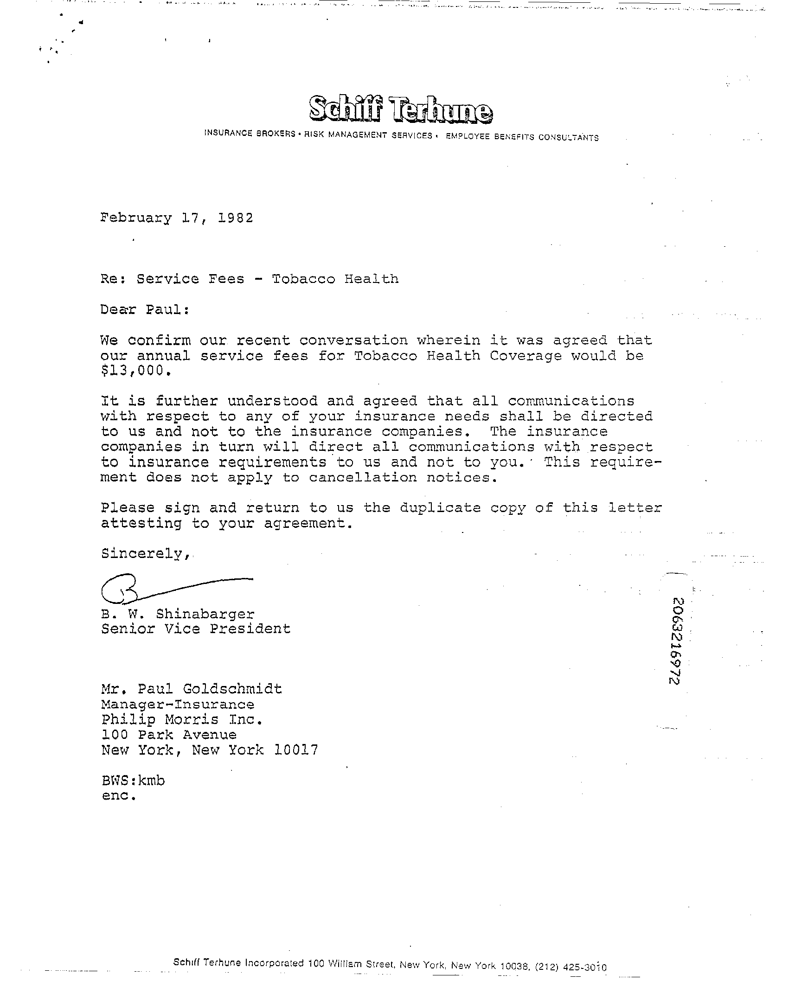 Schiff Terhune
INSURANCE BROKERS • RISK MANAGEMENT SERVICES • EMPLOYEE BENEFITS CONSULTANTS
February 17, 1982
Re: Service Fees - Tobacco Health
Dear Paul:
We confirm our recent conversation wherein it was agreed that
our annual service fees for Tobacco Health Coverage would be
$13,000.
It is further understood and agreed that all communications
with respect to any of your insurance needs shall be directed
to us and not to the insurance companies. The insurance
companies in turn will direct all communications with respect
to insurance requirements to us and not to you. This require-
ment does not apply to cancellation notices.
Please sign and return to us the duplicate copy of this letter
attesting to your agreement.
Sincerely,
B. W. Shinabarger
Senior Vice President
2063216972
Mr. Paul Goldschmidt
Manager-Insurance
Philip Morris Inc.
100 Park Avenue
New York, New York 10017
BWS:kmb
enc.
Schiff Terhune Incorporated 100 William Street, New York, New York 10038, (212) 425-3010